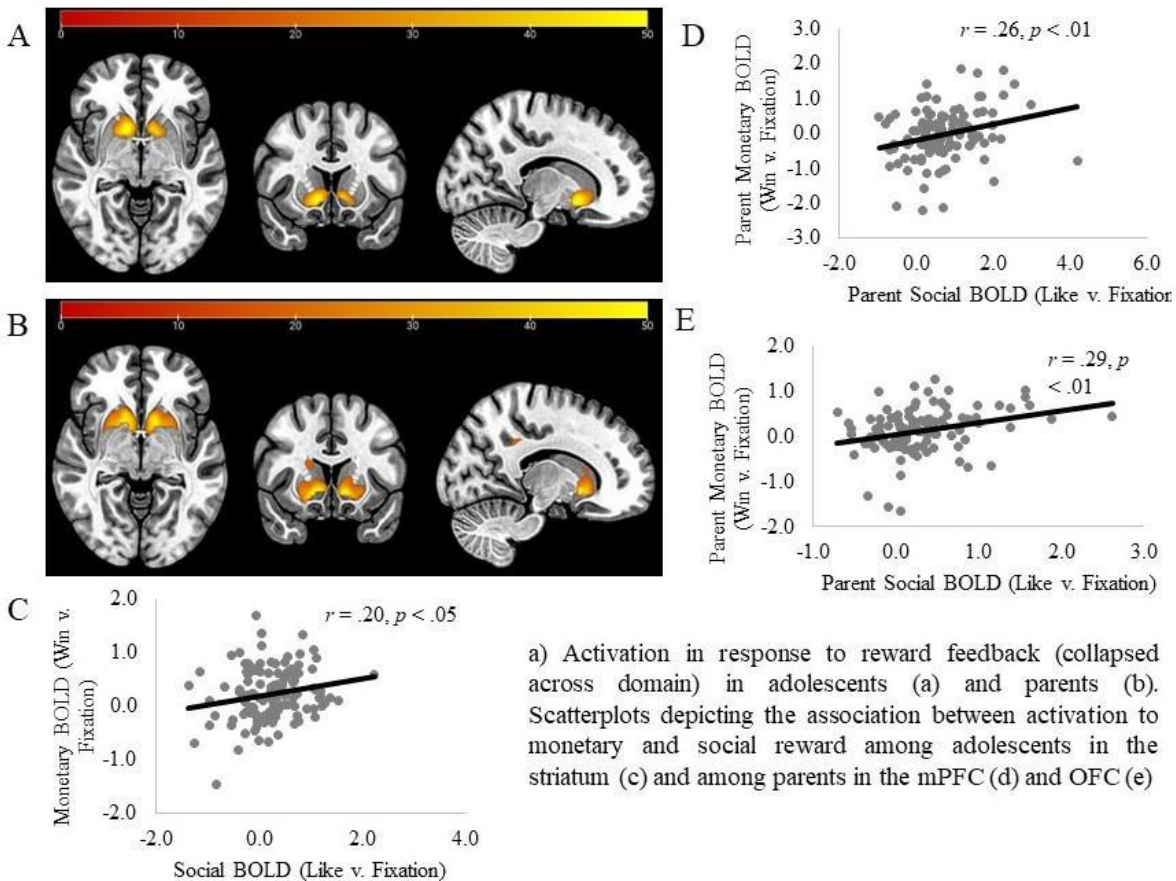 A
0 10 20 30 40 50
B
0 10 20 30 40 50
C
Monetary BOLD (Win v.
Fixation)
2.0
1.0
0.0
-1.0
-2.0
r = .20, p < .05
-2.0 0.0 2.0 4.0
Social BOLD (Like v. Fixation)
D
Parent Monetary BOLD
(Win v. Fixation)
3.0
2.0
1.0
0.0
-1.0
-2.0
3.0
r = .26, p < .01
-2.0 0.0 2.0 4.0 6.0
Parent Social BOLD (Like v. Fixation
E
Parent Monetary BOLD
(Win v. Fixation)
2.0
1.0
0.0
-1.0
-2.0
r = .29, p
< .01
-1.0 0.0 1.0 2.0 3.0
Parent Social BOLD (Like v. Fixation)
a) Activation in response to reward feedback (collapsed
across domain) in adolescents (a) and parents (b).
Scatterplots depicting the association between activation to
monetary and social reward among adolescents in the
striatum (c) and among parents in the mPFC (d) and OFC (e)